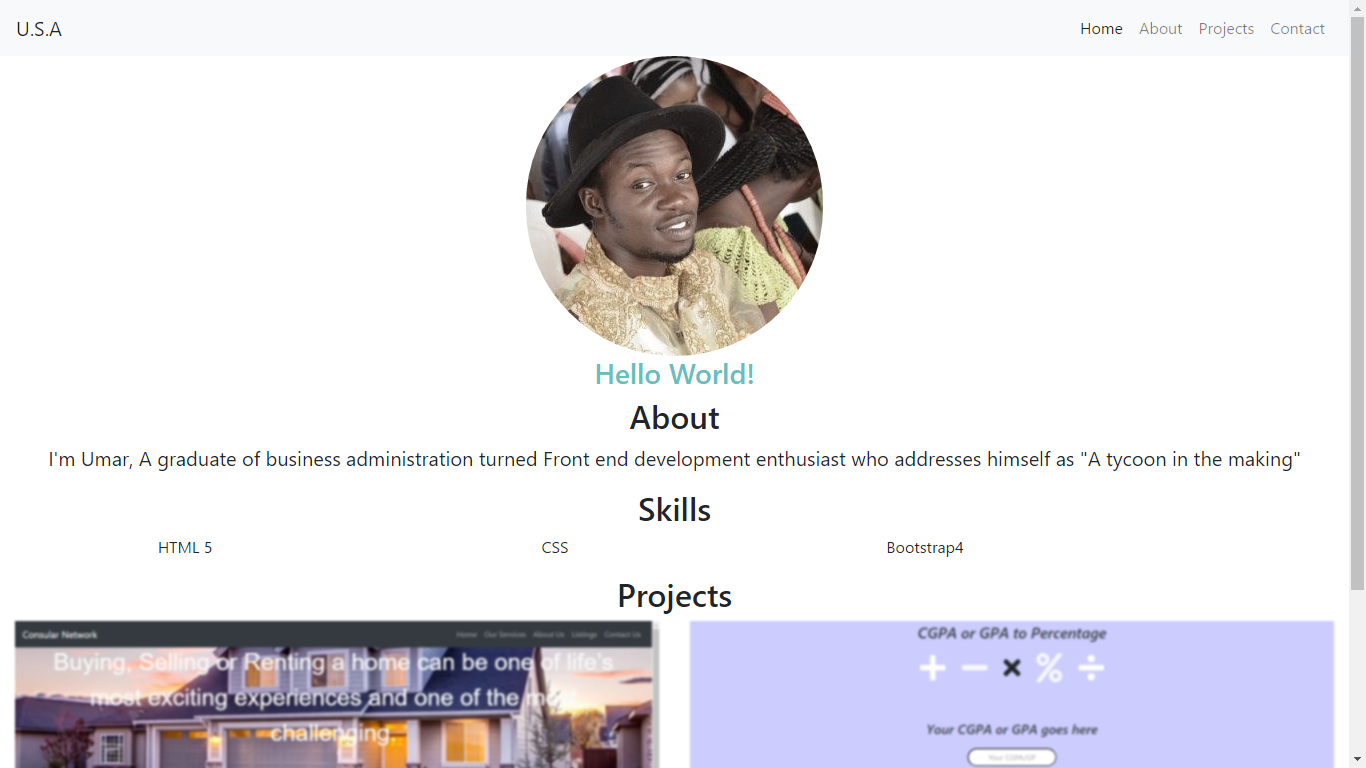 U.S.A
Home About Projects Contact
Hello World!
About
I'm Umar, A graduate of business administration turned Front end development enthusiast who addresses himself as "A tycoon in the making"
Skills
HTML 5 CSS Bootstrap4
Projects
Consular Network
Home Our Services About Us Listings Contact Us
Buying, Selling or Renting a home can be one of life's
most exciting experiences and one of the most
challenging.
CGPA or GPA to Percentage
+ − × % ÷
Your CGPA or GPA goes here